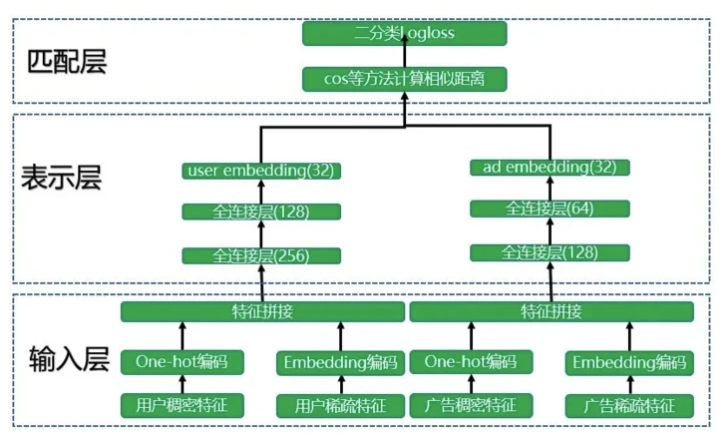 二分类Logloss
匹配层
cos等方法计算相似距离
表示层
user embedding(32)
ad embedding(32)
全连接层(128)
全连接层(64)
全连接层(256)
全连接层(128)
输入层
特征拼接
特征拼接
One-hot编码
Embedding编码
One-hot编码
Embedding编码
用户稠密特征
用户稀疏特征
广告稠密特征
广告稀疏特征